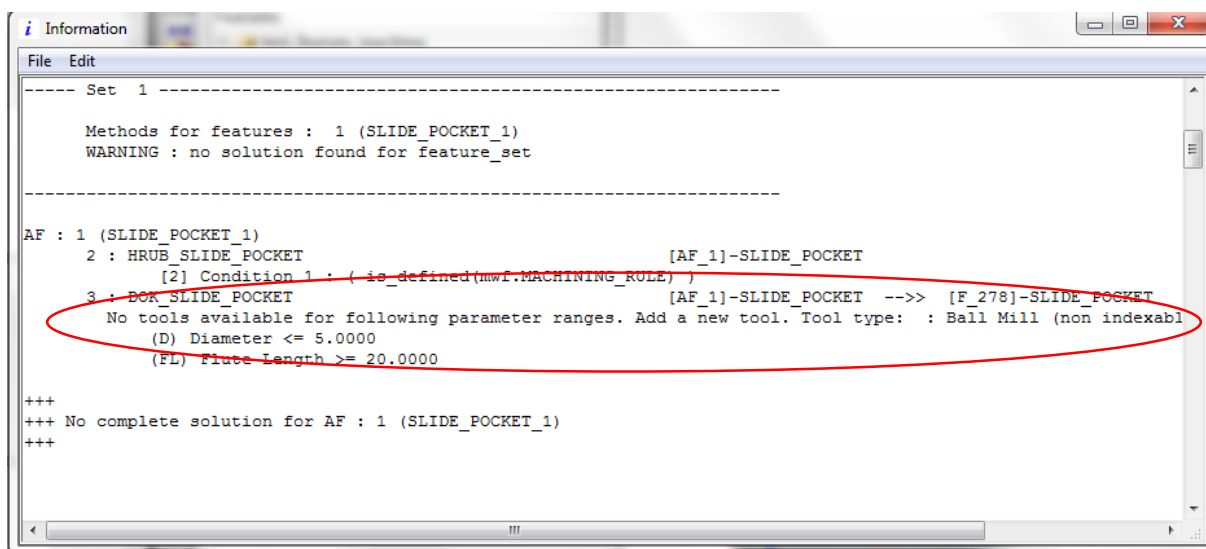 i Information
File Edit
----- Set 1 ------------------------------------------------------------
Methods for features : 1 (SLIDE_POCKET_1)
WARNING : no solution found for feature_set
-------------------------------------------------------------------------
AF : 1 (SLIDE_POCKET_1)
2 : HRUB_SLIDE_POCKET [AF_1]-SLIDE_POCKET
[2] Condition 1 : ( is_defined(mwf.MACHINING_RULE) )
3 : DOK_SLIDE_POCKET [AF_1]-SLIDE_POCKET -->> [F_278]-SLIDE_POCKET
No tools available for following parameter ranges. Add a new tool. Tool type: : Ball Mill (non indexabl
(D) Diameter <= 5.0000
(FL) Flute Length >= 20.0000
+++
+++ No complete solution for AF : 1 (SLIDE_POCKET_1)
+++